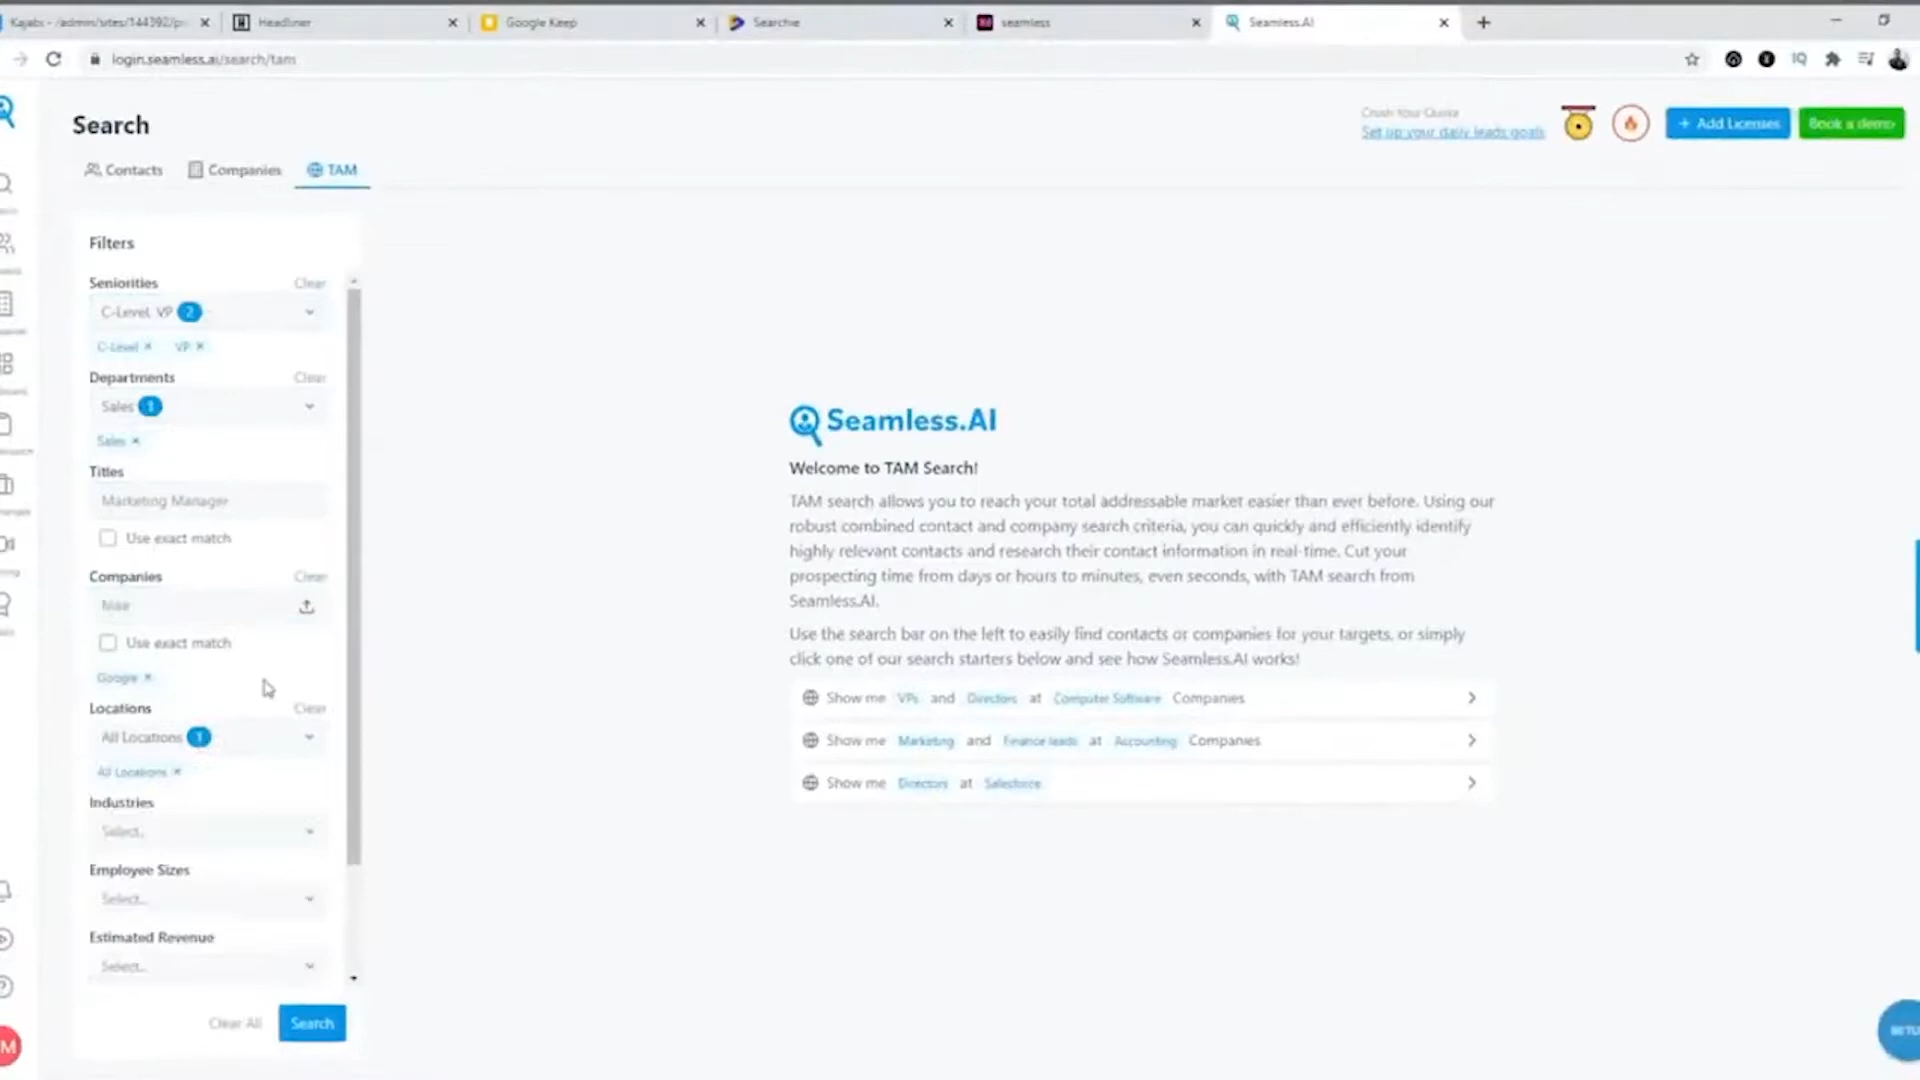 Kajabi - /admin/sites/144392/p
Headliner
Google Keep
Searchie
seamless
Seamless.AI
login.seamless.ai/search/tam
Search
Crush Your Quota
Set up your daily leads goals
+ Add Licenses
Book a demo
Contacts
Companies
TAM
Filters
Seniorities
Clear
C-Level, VP 2
C-Level ×
VP ×
Departments
Clear
Sales 1
Sales ×
Titles
Marketing Manager
Use exact match
Companies
Clear
Nike
Use exact match
Google ×
Locations
Clear
All Locations 1
All Locations ×
Industries
Select...
Employee Sizes
Select...
Estimated Revenue
Select...
Clear All
Search
Seamless.AI
Welcome to TAM Search!
TAM search allows you to reach your total addressable market easier than ever before. Using our
robust combined contact and company search criteria, you can quickly and efficiently identify
highly relevant contacts and research their contact information in real-time. Cut your
prospecting time from days or hours to minutes, even seconds, with TAM search from
Seamless.AI.
Use the search bar on the left to easily find contacts or companies for your targets, or simply
click one of our search starters below and see how Seamless.AI works!
Show me VPs and Directors at Computer Software Companies
Show me Marketing and Finance leads at Accounting Companies
Show me Directors at Salesforce
M